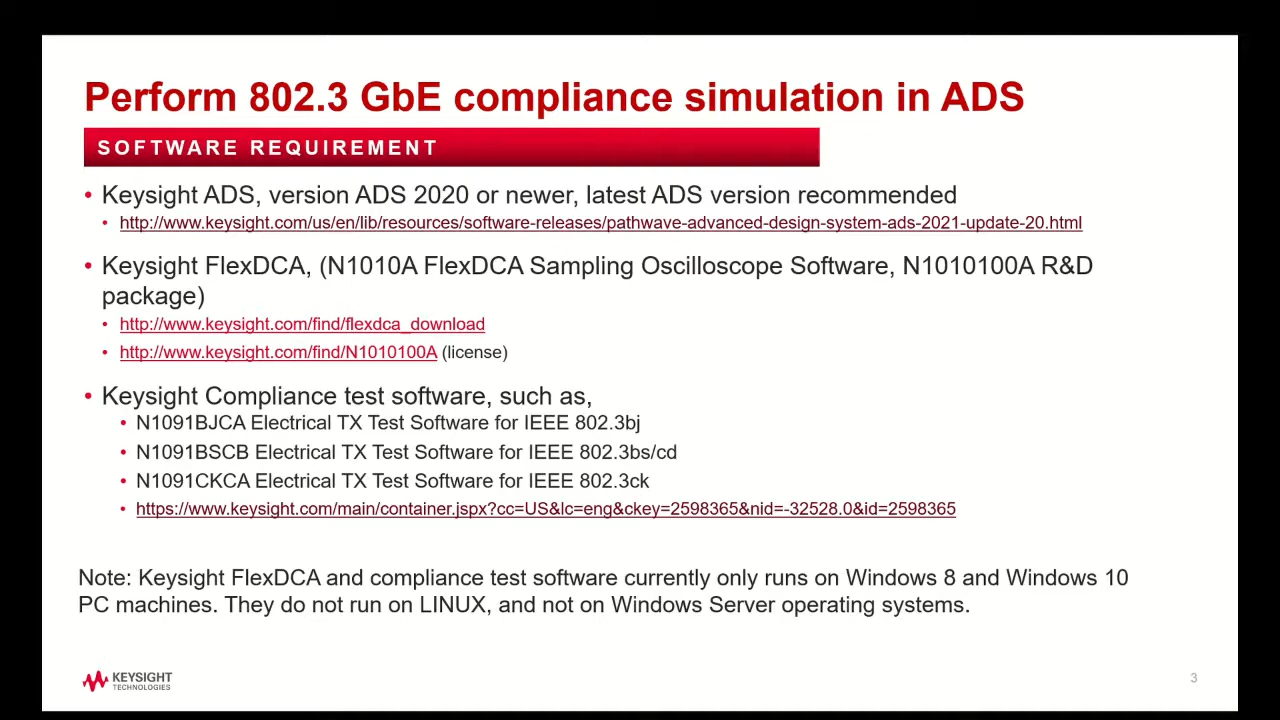 Perform 802.3 GbE compliance simulation in ADS
SOFTWARE REQUIREMENT
• Keysight ADS, version ADS 2020 or newer, latest ADS version recommended
• http://www.keysight.com/us/en/lib/resources/software-releases/pathwave-advanced-design-system-ads-2021-update-20.html
• Keysight FlexDCA, (N1010A FlexDCA Sampling Oscilloscope Software, N1010100A R&D
package)
• http://www.keysight.com/find/flexdca_download
• http://www.keysight.com/find/N1010100A (license)
• Keysight Compliance test software, such as,
• N1091BJCA Electrical TX Test Software for IEEE 802.3bj
• N1091BSCB Electrical TX Test Software for IEEE 802.3bs/cd
• N1091CKCA Electrical TX Test Software for IEEE 802.3ck
• https://www.keysight.com/main/container.jspx?cc=US&lc=eng&ckey=2598365&nid=-32528.0&id=2598365
Note: Keysight FlexDCA and compliance test software currently only runs on Windows 8 and Windows 10
PC machines. They do not run on LINUX, and not on Windows Server operating systems.
KEYSIGHT
TECHNOLOGIES
3